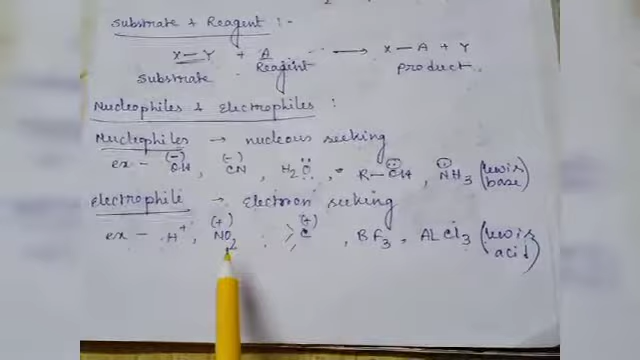 Substrate & Reagent :-
X — Y + A → X — A + Y
Substrate Reagint product.
Nucleophiles & Electrophiles :
Nucleophiles → nucleous seeking
ex - (-)OH, (-)CN, H2O, R-OH, NH3 (lewis base)
Electrophile → Electron seeking
ex - H+, (+)NO2, (+)C, BF3, ALCl3 (lewis acid)